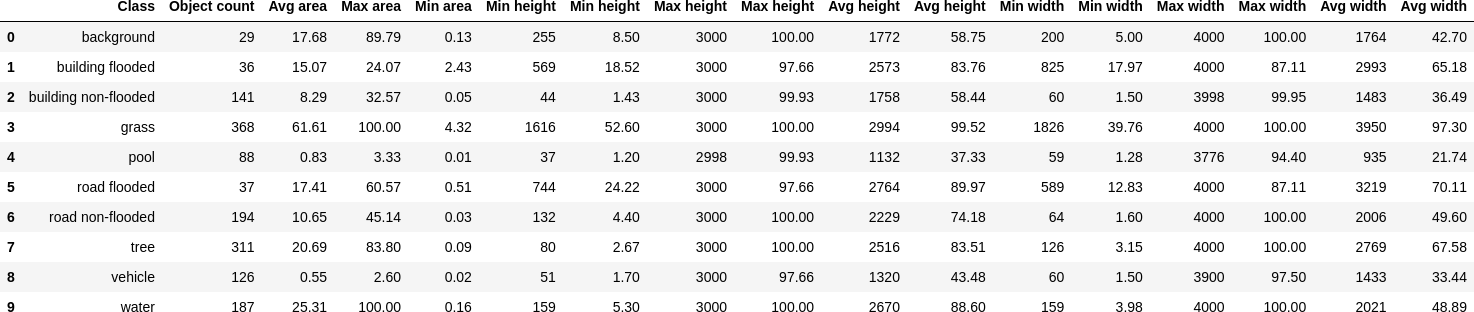 Class Object count Avg area Max area Min area Min height Min height Max height Max height Avg height Avg height Min width Min width Max width Max width Avg width Avg width
0 background 29 17.68 89.79 0.13 255 8.50 3000 100.00 1772 58.75 200 5.00 4000 100.00 1764 42.70
1 building flooded 36 15.07 24.07 2.43 569 18.52 3000 97.66 2573 83.76 825 17.97 4000 87.11 2993 65.18
2 building non-flooded 141 8.29 32.57 0.05 44 1.43 3000 99.93 1758 58.44 60 1.50 3998 99.95 1483 36.49
3 grass 368 61.61 100.00 4.32 1616 52.60 3000 100.00 2994 99.52 1826 39.76 4000 100.00 3950 97.30
4 pool 88 0.83 3.33 0.01 37 1.20 2998 99.93 1132 37.33 59 1.28 3776 94.40 935 21.74
5 road flooded 37 17.41 60.57 0.51 744 24.22 3000 97.66 2764 89.97 589 12.83 4000 87.11 3219 70.11
6 road non-flooded 194 10.65 45.14 0.03 132 4.40 3000 100.00 2229 74.18 64 1.60 4000 100.00 2006 49.60
7 tree 311 20.69 83.80 0.09 80 2.67 3000 100.00 2516 83.51 126 3.15 4000 100.00 2769 67.58
8 vehicle 126 0.55 2.60 0.02 51 1.70 3000 97.66 1320 43.48 60 1.50 3900 97.50 1433 33.44
9 water 187 25.31 100.00 0.16 159 5.30 3000 100.00 2670 88.60 159 3.98 4000 100.00 2021 48.89